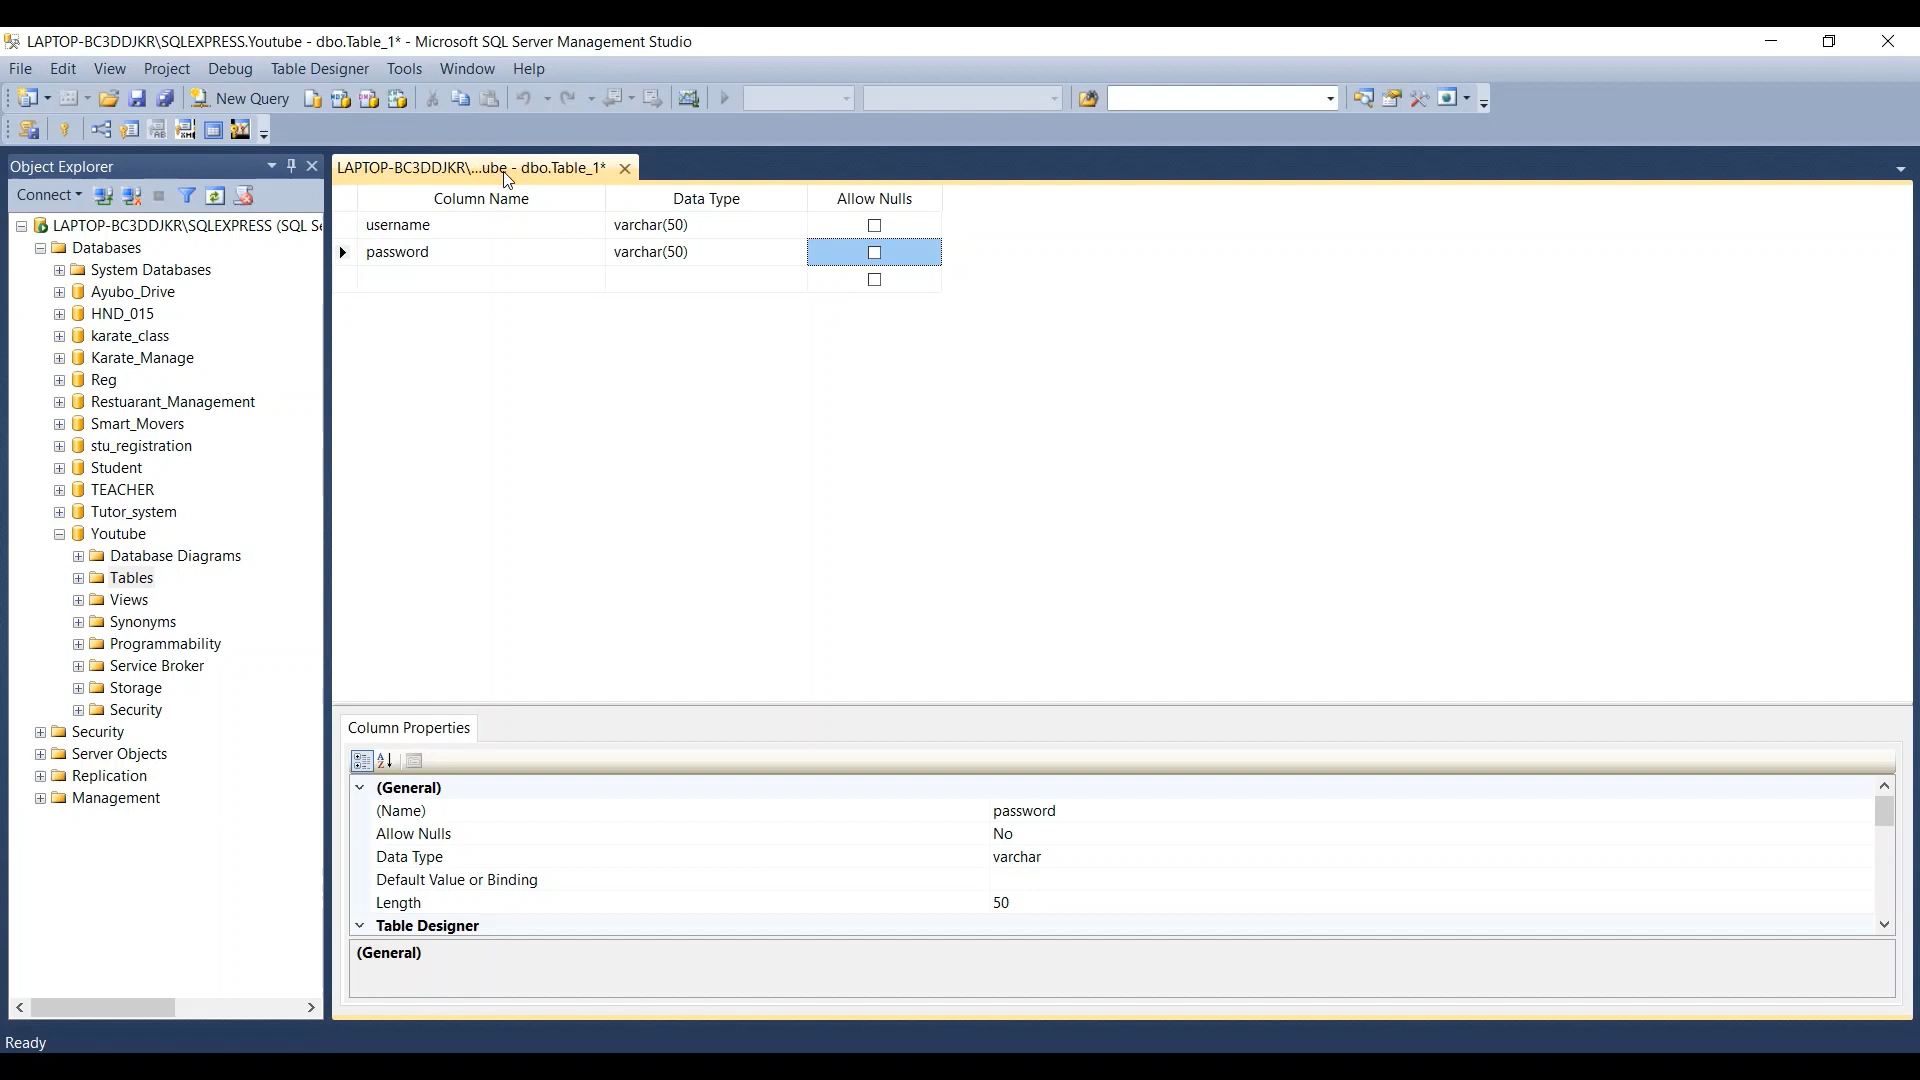 LAPTOP-BC3DDJKR\SQLEXPRESS.Youtube - dbo.Table_1* - Microsoft SQL Server Management Studio
File Edit View Project Debug Table Designer Tools Window Help
New Query
Object Explorer
Connect
LAPTOP-BC3DDJKR\SQLEXPRESS (SQL Se
Databases
System Databases
Ayubo_Drive
HND_015
karate_class
Karate_Manage
Reg
Restuarant_Management
Smart_Movers
stu_registration
Student
TEACHER
Tutor_system
Youtube
Database Diagrams
Tables
Views
Synonyms
Programmability
Service Broker
Storage
Security
Security
Server Objects
Replication
Management
LAPTOP-BC3DDJKR\...ube - dbo.Table_1*
Column Name Data Type Allow Nulls
username varchar(50)
password varchar(50)
Column Properties
(General)
(Name) password
Allow Nulls No
Data Type varchar
Default Value or Binding
Length 50
Table Designer
(General)
Ready